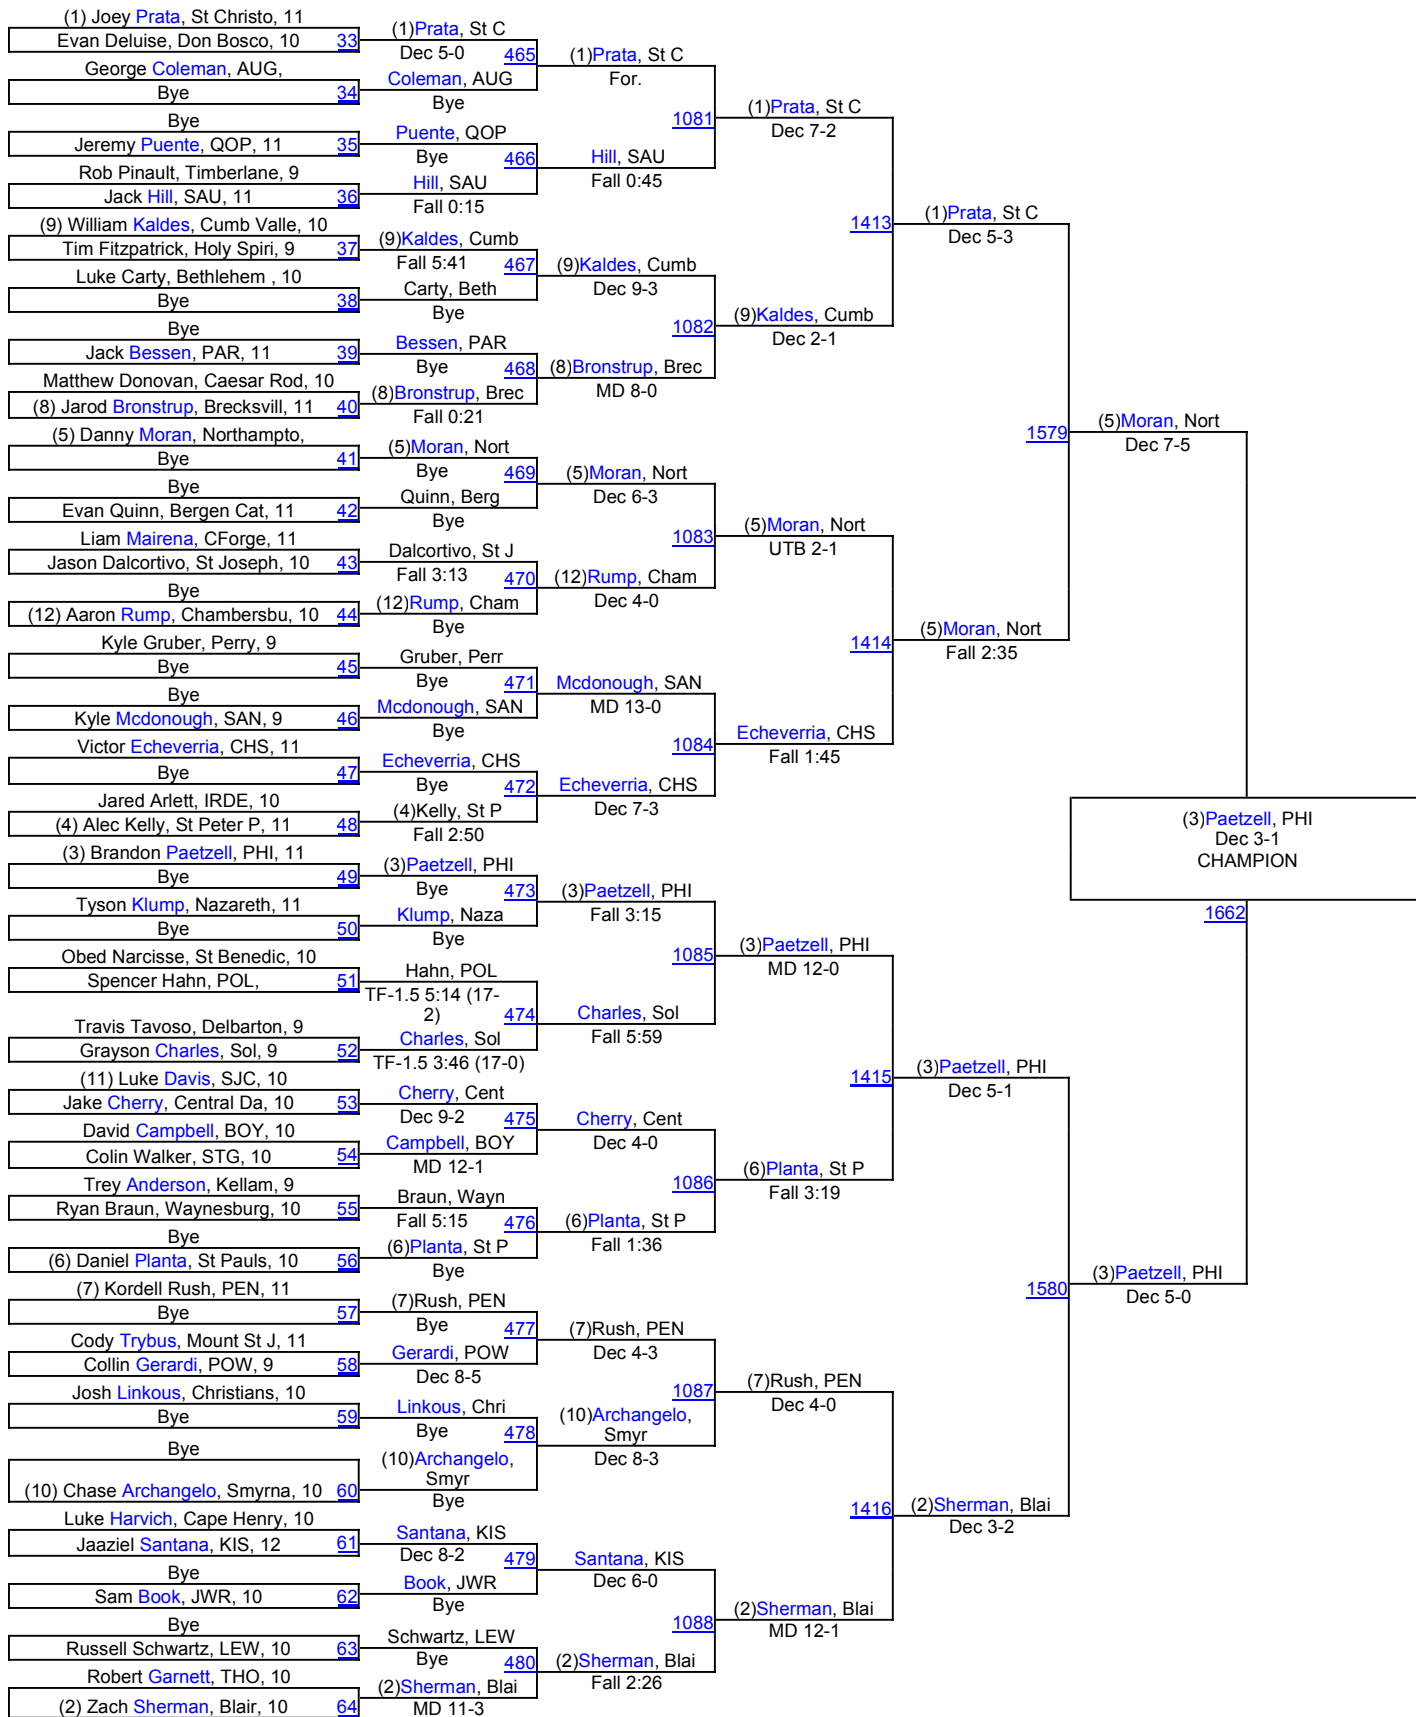 (1) Joey Prata, St Christo, 11
Evan Deluise, Don Bosco, 10 33
George Coleman, AUG,
Bye 34
Bye
Jeremy Puente, QOP, 11 35
Rob Pinault, Timberlane, 9
Jack Hill, SAU, 11 36
(9) William Kaldes, Cumb Valle, 10
Tim Fitzpatrick, Holy Spiri, 9 37
Luke Carty, Bethlehem , 10
Bye 38
Bye
Jack Bessen, PAR, 11 39
Matthew Donovan, Caesar Rod, 10
(8) Jarod Bronstrup, Brecksvill, 11 40
(5) Danny Moran, Northampto,
Bye 41
Bye
Evan Quinn, Bergen Cat, 11 42
Liam Mairena, CForge, 11
Jason Dalcortivo, St Joseph, 10 43
Bye
(12) Aaron Rump, Chambersbu, 10 44
Kyle Gruber, Perry, 9
Bye 45
Bye
Kyle Mcdonough, SAN, 9 46
Victor Echeverria, CHS, 11
Bye 47
Jared Arlett, IRDE, 10
(4) Alec Kelly, St Peter P, 11 48
(3) Brandon Paetzell, PHI, 11
Bye 49
Tyson Klump, Nazareth, 11
Bye 50
Obed Narcisse, St Benedic, 10
Spencer Hahn, POL, 51
Travis Tavoso, Delbarton, 9
Grayson Charles, Sol, 9 52
(11) Luke Davis, SJC, 10
Jake Cherry, Central Da, 10 53
David Campbell, BOY, 10
Colin Walker, STG, 10 54
Trey Anderson, Kellam, 9
Ryan Braun, Waynesburg, 10 55
Bye
(6) Daniel Planta, St Pauls, 10 56
(7) Kordell Rush, PEN, 11
Bye 57
Cody Trybus, Mount St J, 11
Collin Gerardi, POW, 9 58
Josh Linkous, Christians, 10
Bye 59
Bye
(10) Chase Archangelo, Smyrna, 10 60
Luke Harvich, Cape Henry, 10
Jaaziel Santana, KIS, 12 61
Bye
Sam Book, JWR, 10 62
Bye
Russell Schwartz, LEW, 10 63
Robert Garnett, THO, 10
(2) Zach Sherman, Blair, 10 64
(1)Prata, St C
Dec 5-0 465
Coleman, AUG
Bye
Puente, QOP
Bye 466
Hill, SAU
Fall 0:15
(9)Kaldes, Cumb
Fall 5:41 467
Carty, Beth
Bye
Bessen, PAR
Bye 468
(8)Bronstrup, Brec
Fall 0:21
(5)Moran, Nort
Bye 469
Quinn, Berg
Bye
Dalcortivo, St J
Fall 3:13 470
(12)Rump, Cham
Bye
Gruber, Perr
Bye 471
Mcdonough, SAN
Bye
Echeverria, CHS
Bye 472
(4)Kelly, St P
Fall 2:50
(3)Paetzell, PHI
Bye 473
Klump, Naza
Bye
Hahn, POL
TF-1.5 5:14 (17-
2) 474
Charles, Sol
TF-1.5 3:46 (17-0)
Cherry, Cent
Dec 9-2 475
Campbell, BOY
MD 12-1
Braun, Wayn
Fall 5:15 476
(6)Planta, St P
Bye
(7)Rush, PEN
Bye 477
Gerardi, POW
Dec 8-5
Linkous, Chri
Bye 478
(10)Archangelo,
Smyr
Bye
Santana, KIS
Dec 8-2 479
Book, JWR
Bye
Schwartz, LEW
Bye 480
(2)Sherman, Blai
MD 11-3
(1)Prata, St C
For.
1081
Hill, SAU
Fall 0:45
(9)Kaldes, Cumb
Dec 9-3
1082
(8)Bronstrup, Brec
MD 8-0
(5)Moran, Nort
Dec 6-3
1083
(12)Rump, Cham
Dec 4-0
Mcdonough, SAN
MD 13-0
1084
Echeverria, CHS
Dec 7-3
(3)Paetzell, PHI
Fall 3:15
1085
Charles, Sol
Fall 5:59
Cherry, Cent
Dec 4-0
1086
(6)Planta, St P
Fall 1:36
(7)Rush, PEN
Dec 4-3
1087
(10)Archangelo,
Smyr
Dec 8-3
Santana, KIS
Dec 6-0
1088
(2)Sherman, Blai
Fall 2:26
(1)Prata, St C
Dec 7-2
1413
(9)Kaldes, Cumb
Dec 2-1
(5)Moran, Nort
UTB 2-1
1414
Echeverria, CHS
Fall 1:45
(3)Paetzell, PHI
MD 12-0
1415
(6)Planta, St P
Fall 3:19
(7)Rush, PEN
Dec 4-0
1416
(2)Sherman, Blai
MD 12-1
(1)Prata, St C
Dec 5-3
1579
(5)Moran, Nort
Fall 2:35
(3)Paetzell, PHI
Dec 5-1
1580
(2)Sherman, Blai
Dec 3-2
(5)Moran, Nort
Dec 7-5
(3)Paetzell, PHI
Dec 3-1
CHAMPION
1662
(3)Paetzell, PHI
Dec 5-0